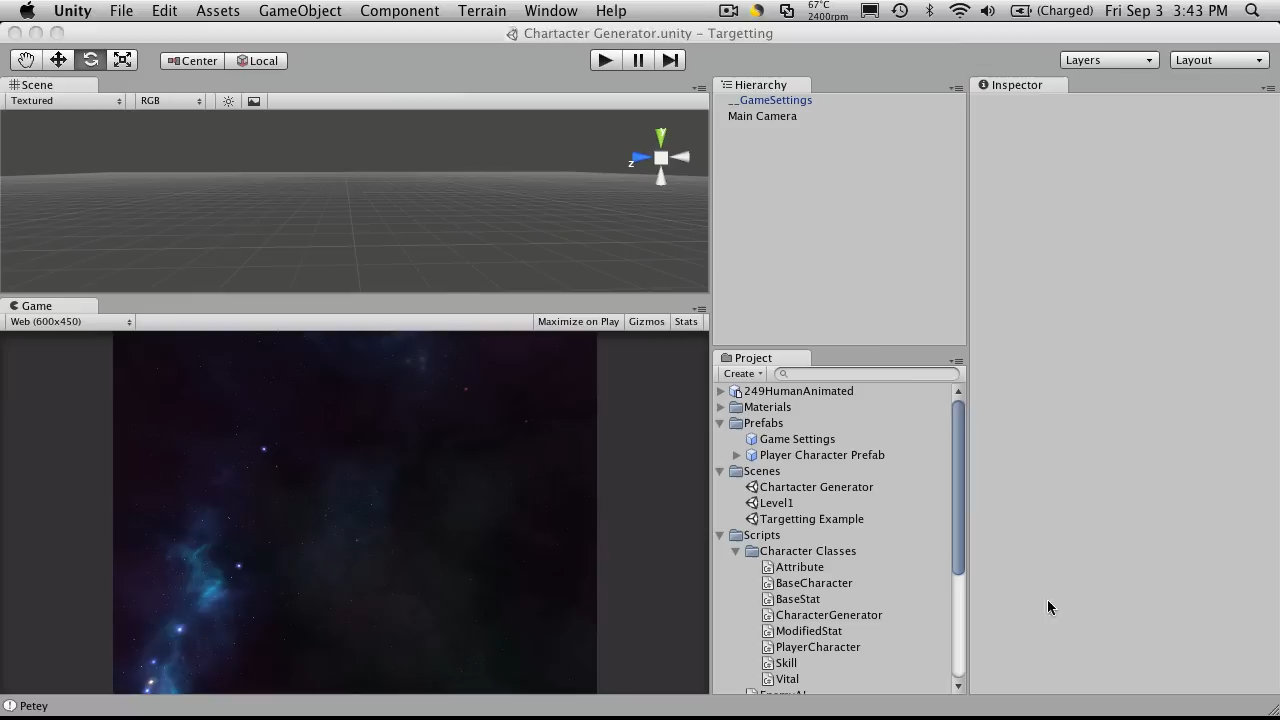 Unity File Edit Assets GameObject Component Terrain Window Help 67°C 2400rpm (Charged) Fri Sep 3 3:43 PM
Chartacter Generator.unity – Targetting
Center Local Layers Layout
Scene
Textured RGB
y
z
Game
Web (600x450) Maximize on Play Gizmos Stats
Hierarchy
__GameSettings
Main Camera
Project
Create
249HumanAnimated
Materials
Prefabs
Game Settings
Player Character Prefab
Scenes
Chartacter Generator
Level1
Targetting Example
Scripts
Character Classes
Attribute
BaseCharacter
BaseStat
CharacterGenerator
ModifiedStat
PlayerCharacter
Skill
Vital
EnemyAI
Inspector
Petey